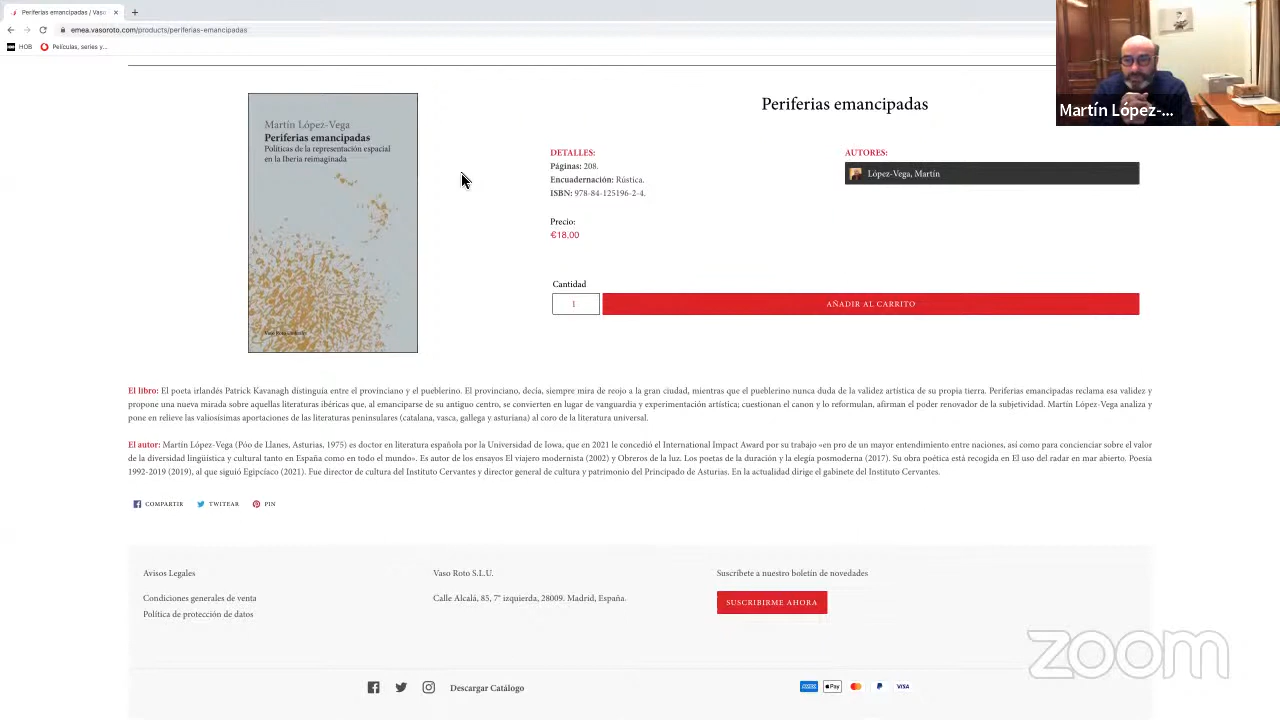 Periferias emancipadas / Vaso
emea.vasoroto.com/products/periferias-emancipadas
HOB
Películas, series y...
Martín López-...
Martín López-Vega
Periferias emancipadas
Políticas de la representación espacial
en la Iberia reimaginada
Periferias emancipadas
DETALLES:
Páginas: 208.
Encuadernación: Rústica.
ISBN: 978-84-125196-2-4.
Precio:
€18.00
AUTORES:
López-Vega, Martín
Cantidad
1
AÑADIR AL CARRITO
El libro: El poeta irlandés Patrick Kavanagh distinguía entre el provinciano y el pueblerino. El provinciano, decía, siempre mira de reojo a la gran ciudad, mientras que el pueblerino nunca duda de la validez artística de su propia tierra. Periferias emancipadas reclama esa validez y
propone una nueva mirada sobre aquellas literaturas ibéricas que, al emanciparse de su antiguo centro, se convierten en lugar de vanguardia y experimentación artística; cuestionan el canon y lo reformulan, afirman el poder renovador de la subjetividad. Martín López-Vega analiza y
pone en relieve las valiosísimas aportaciones de las literaturas peninsulares (catalana, vasca, gallega y asturiana) al coro de la literatura universal.
El autor: Martín López-Vega (Póo de Llanes, Asturias, 1975) es doctor en literatura española por la Universidad de Iowa, que en 2021 le concedió el International Impact Award por su trabajo «en pro de un mayor entendimiento entre naciones, así como para concienciar sobre el valor
de la diversidad lingüística y cultural tanto en España como en todo el mundo». Es autor de los ensayos El viajero modernista (2002) y Obreros de la luz. Los poetas de la duración y la elegía posmoderna (2017). Su obra poética está recogida en El uso del radar en mar abierto. Poesía
1992-2019 (2019), al que siguió Egipcíaco (2021). Fue director de cultura del Instituto Cervantes y director general de cultura y patrimonio del Principado de Asturias. En la actualidad dirige el gabinete del Instituto Cervantes.
COMPARTIR
TWITEAR
PIN
Avisos Legales
Condiciones generales de venta
Política de protección de datos
Vaso Roto S.L.U.
Calle Alcalá, 85, 7º izquierda, 28009. Madrid, España.
Suscríbete a nuestro boletín de novedades
SUSCRIBIRME AHORA
Descargar Catálogo
Pay
VISA
zoom